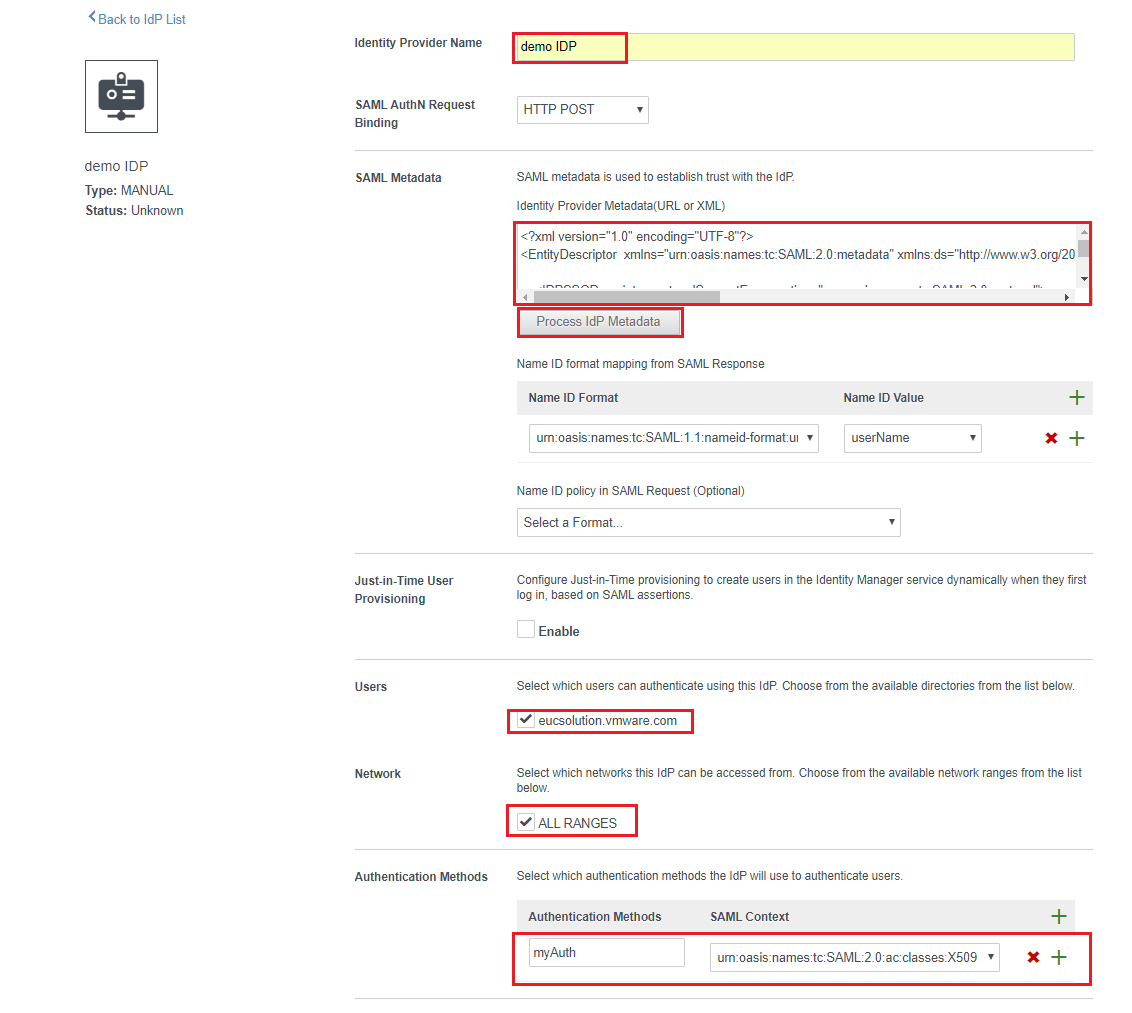 Back to IdP List
demo IDP
Type: MANUAL
Status: Unknown
Identity Provider Name
demo IDP
SAML AuthN Request
Binding
HTTP POST
SAML Metadata
SAML metadata is used to establish trust with the IdP.
Identity Provider Metadata(URL or XML)
<?xml version="1.0" encoding="UTF-8"?>
<EntityDescriptor xmlns="urn:oasis:names:tc:SAML:2.0:metadata" xmlns:ds="http://www.w3.org/20
Process IdP Metadata
Name ID format mapping from SAML Response
Name ID Format Name ID Value
urn:oasis:names:tc:SAML:1.1:nameid-format:ur userName
Name ID policy in SAML Request (Optional)
Select a Format...
Just-in-Time User
Provisioning
Configure Just-in-Time provisioning to create users in the Identity Manager service dynamically when they first
log in, based on SAML assertions.
Enable
Users
Select which users can authenticate using this IdP. Choose from the available directories from the list below.
eucsolution.vmware.com
Network
Select which networks this IdP can be accessed from. Choose from the available network ranges from the list
below.
ALL RANGES
Authentication Methods
Select which authentication methods the IdP will use to authenticate users.
Authentication Methods SAML Context
myAuth urn:oasis:names:tc:SAML:2.0:ac:classes:X509